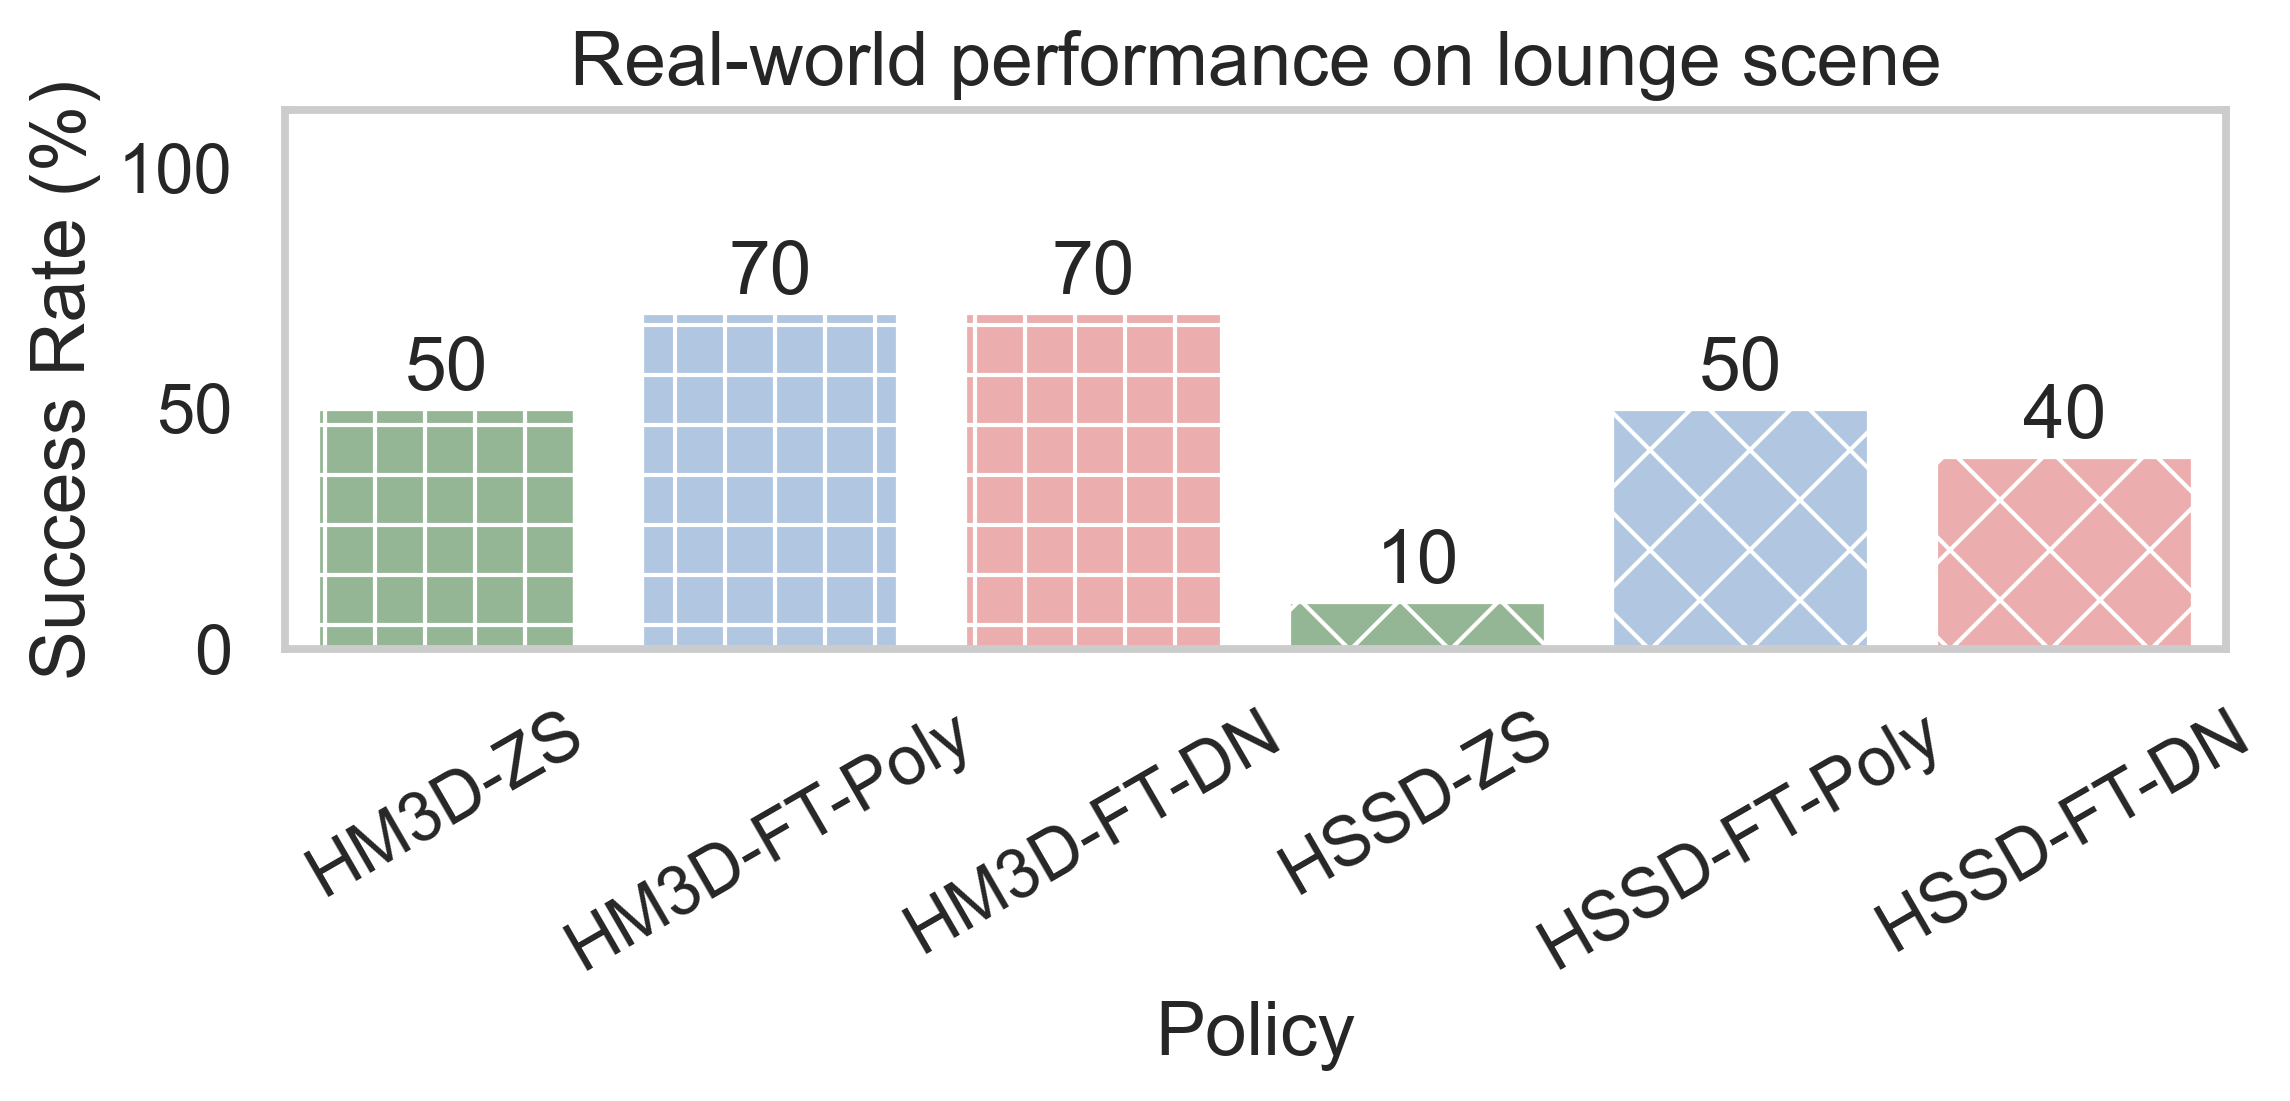 Real-world performance on lounge scene
Success Rate (%)
100
50
0
50
70
70
10
50
40
HM3D-ZS
HM3D-FT-Poly
HM3D-FT-DN
HSSD-ZS
HSSD-FT-Poly
HSSD-FT-DN
Policy